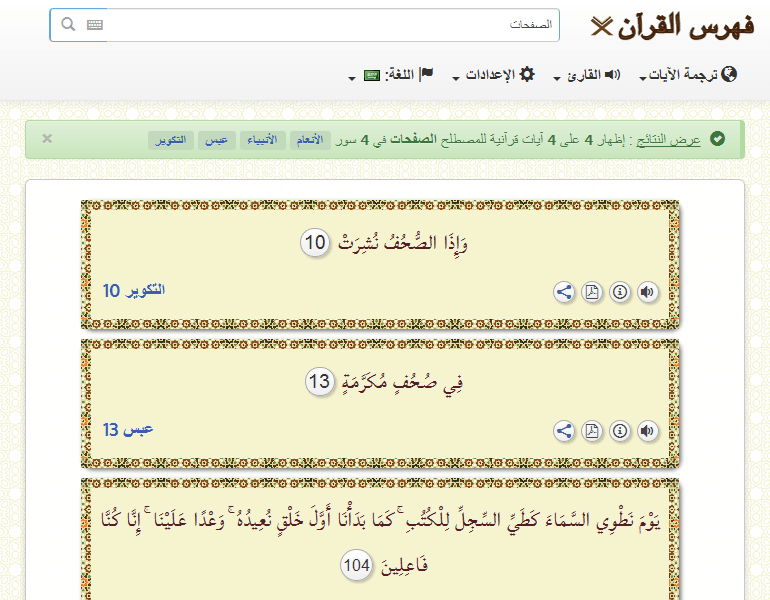 فهرس القرآن
الصفحات
ترجمة الآيات القارئ الإعدادات اللغة:
عرض النتائج : إظهار 4 على 4 آيات قرآنية للمصطلح الصفحات في 4 سور الأنعام الأنبياء عبس التكوير ×
وَإِذَا الصُّحُفُ نُشِرَتْ 10
التكوير 10
فِي صُحُفٍ مُكَرَّمَةٍ 13
عبس 13
يَوْمَ نَطْوِي السَّمَاءَ كَطَيِّ السِّجِلِّ لِلْكُتُبِ ۚ كَمَا بَدَأْنَا أَوَّلَ خَلْقٍ نُعِيدُهُ ۚ وَعْدًا عَلَيْنَا ۚ إِنَّا كُنَّا
فَاعِلِينَ 104